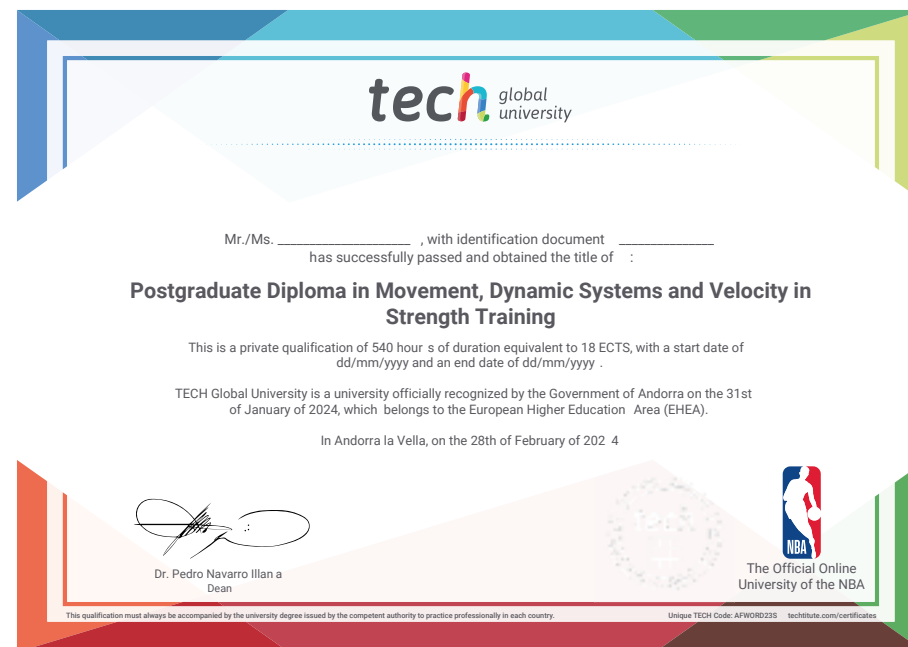 tech global university
Mr./Ms. ______________________ , with identification document ________________
has successfully passed and obtained the title of :
Postgraduate Diploma in Movement, Dynamic Systems and Velocity in
Strength Training
This is a private qualification of 540 hour s of duration equivalent to 18 ECTS, with a start date of
dd/mm/yyyy and an end date of dd/mm/yyyy .
TECH Global University is a university officially recognized by the Government of Andorra on the 31st
of January of 2024, which belongs to the European Higher Education Area (EHEA).
In Andorra la Vella, on the 28th of February of 202 4
Dr. Pedro Navarro Illan a
Dean
NBA
The Official Online
University of the NBA
This qualification must always be accompanied by the university degree issued by the competent authority to practice professionally in each country.
Unique TECH Code: AFWORD23S techtitute.com/certificates